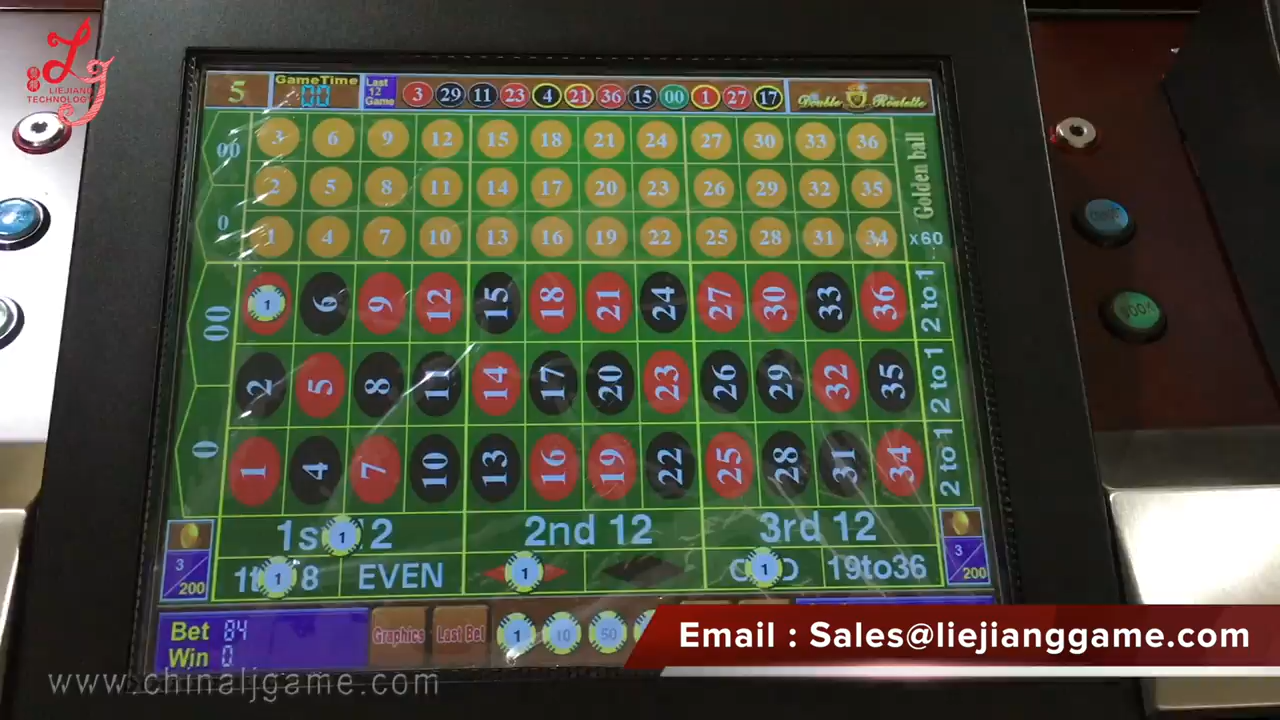 LIEJIANG
TECHNOLOGY
5
GameTime
00
Last
12
Game
3 29 11 23 4 21 36 15 00 1 27 17
Double Roulette
00
3 6 9 12 15 18 21 24 27 30 33 36
2 5 8 11 14 17 20 23 26 29 32 35
0
1 4 7 10 13 16 19 22 25 28 31 34
Golden ball
x60
00
1 6 9 12 15 18 21 24 27 30 33 36
2 to 1
2 5 8 11 14 17 20 23 26 29 32 35
2 to 1
0
1 4 7 10 13 16 19 22 25 28 31 34
2 to 1
3
200
1 2nd 12 3rd 12
3
200
1 EVEN 1 1 19to36
Bet 84
Win 0
Graphics
Last Bet
1 10 50
Email : Sales@liejianggame.com
www.chinaljgame.com